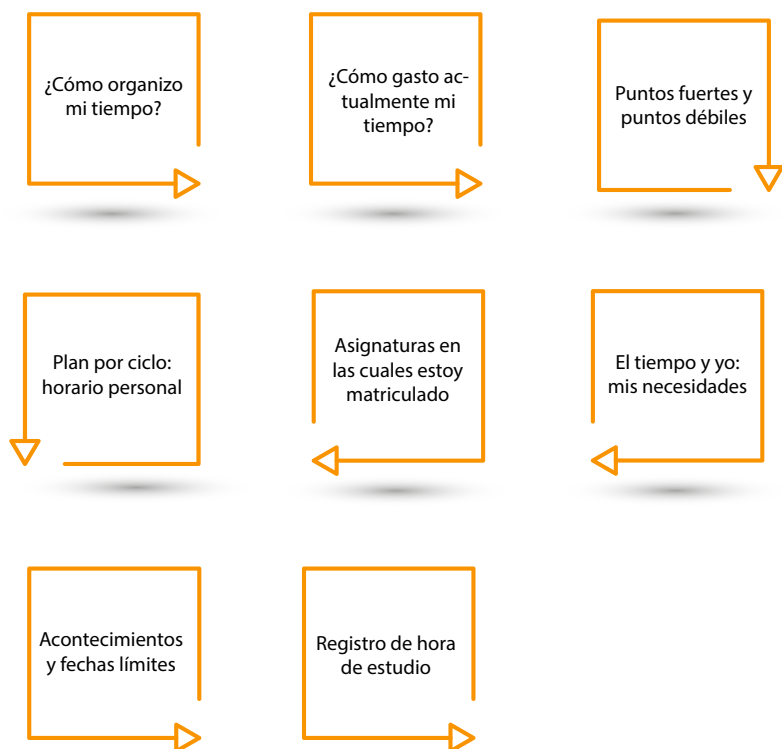 ¿Cómo organizo
mi tiempo?
¿Cómo gasto ac-
tualmente mi
tiempo?
Puntos fuertes y
puntos débiles
El tiempo y yo:
mis necesidades
Asignaturas en
las cuales estoy
matriculado
Plan por ciclo:
horario personal
Acontecimientos
y fechas límites
Registro de hora
de estudio